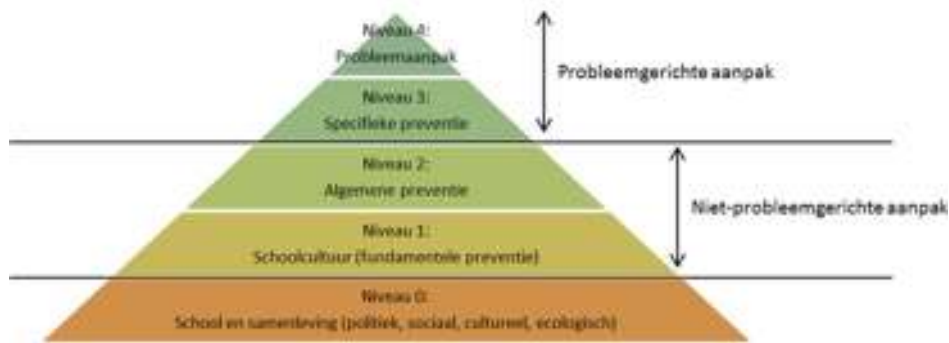 Niveau 4:
Probleemaanpak
Probleemgerichte aanpak
Niveau 3:
Specifieke preventie
Niveau 2:
Algemene preventie
Niet-probleemgerichte aanpak
Niveau 1:
Schoolcultuur (fundamentele preventie)
Niveau 0:
School en samenleving (politiek, sociaal, cultureel, ecologisch)